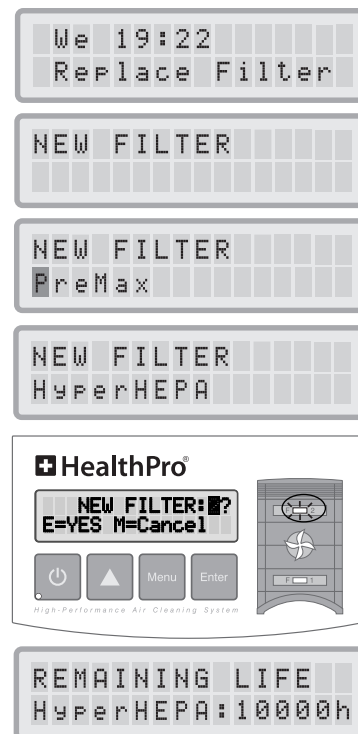 We 19:22
Replace Filter
NEW FILTER
NEW FILTER
PreMax
NEW FILTER
HyperHEPA
HealthPro®
NEW FILTER:?
E=YES M=Cancel
Menu
Enter
High-Performance Air Cleaning System
F 2
F 1
REMAINING LIFE
HyperHEPA:10000h